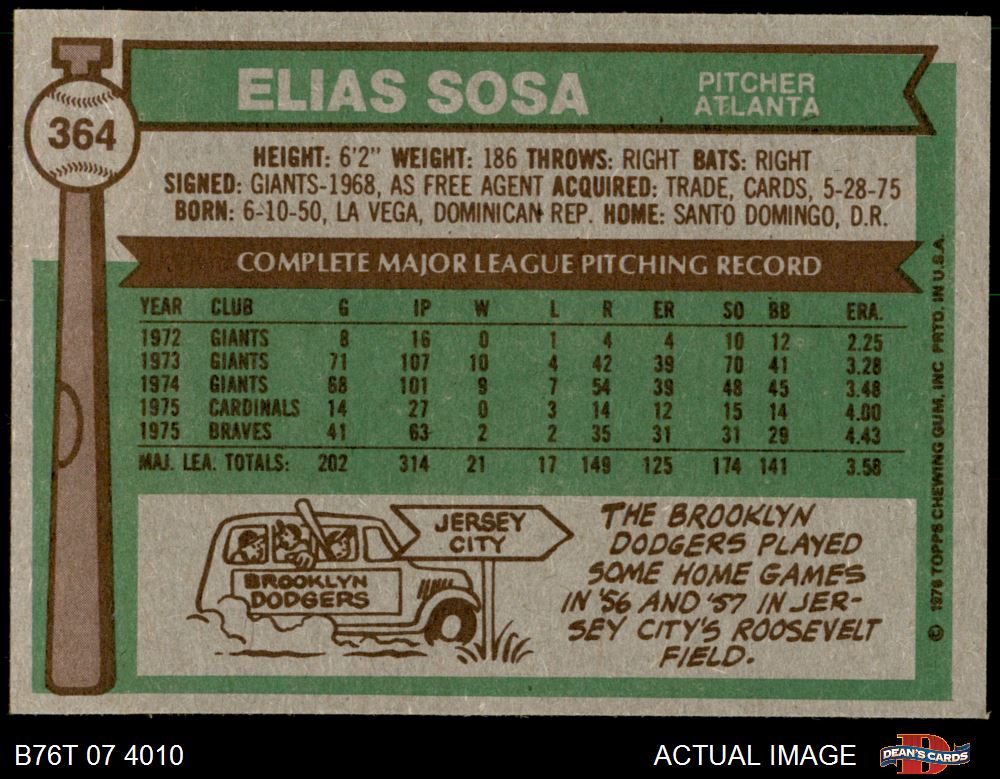 364
ELIAS SOSA
PITCHER
ATLANTA
HEIGHT: 6'2" WEIGHT: 186 THROWS: RIGHT BATS: RIGHT
SIGNED: GIANTS-1968, AS FREE AGENT ACQUIRED: TRADE, CARDS, 5-28-75
BORN: 6-10-50, LA VEGA, DOMINICAN REP. HOME: SANTO DOMINGO, D.R.
COMPLETE MAJOR LEAGUE PITCHING RECORD
YEAR CLUB G IP W L R ER SO BB ERA.
1972 GIANTS 8 16 0 1 4 4 10 12 2.25
1973 GIANTS 71 107 10 4 42 39 70 41 3.28
1974 GIANTS 68 101 9 7 54 39 48 45 3.48
1975 CARDINALS 14 27 0 3 14 12 15 14 4.00
1975 BRAVES 41 63 2 2 35 31 31 29 4.43
MAJ. LEA. TOTALS: 202 314 21 17 149 125 174 141 3.58
JERSEY
CITY
BROOKLYN
DODGERS
THE BROOKLYN
DODGERS PLAYED
SOME HOME GAMES
IN '56 AND '57 IN JER-
SEY CITY'S ROOSEVELT
FIELD.
© 1976 TOPPS CHEWING GUM, INC. PRTD. IN U.S.A.
B76T 07 4010
ACTUAL IMAGE
DEAN'S CARDS